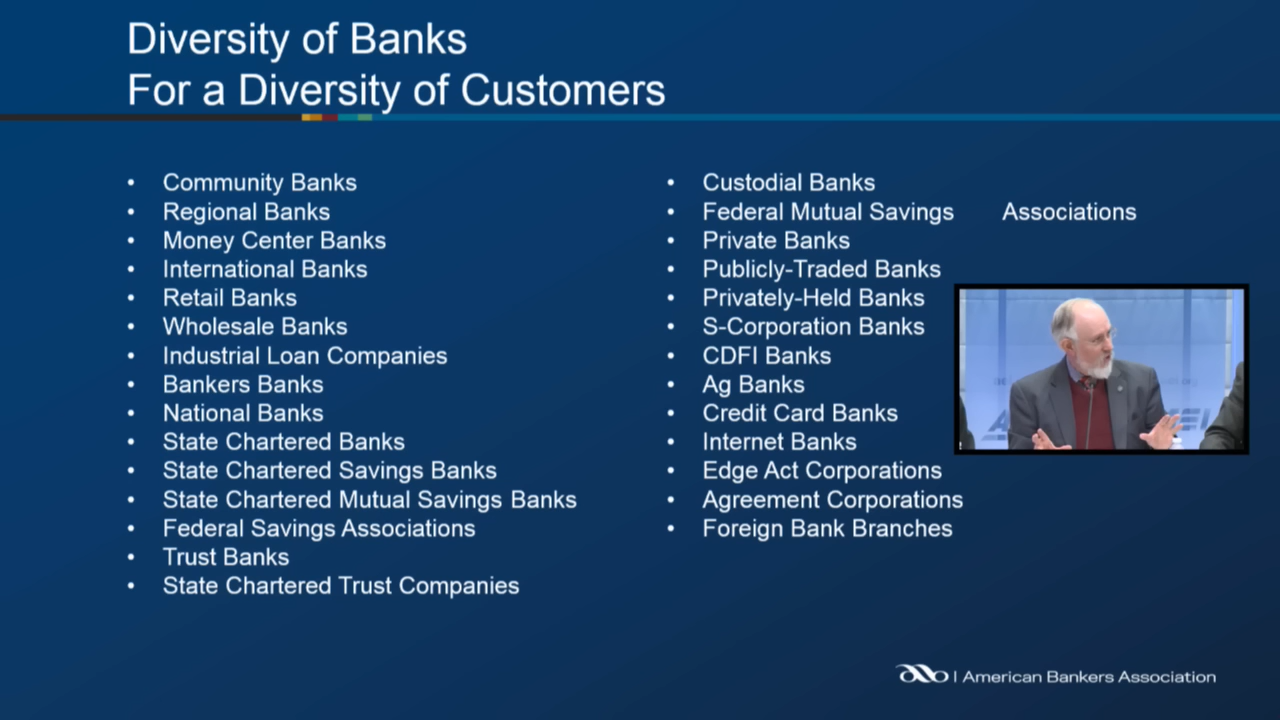 Diversity of Banks
For a Diversity of Customers
• Community Banks
• Regional Banks
• Money Center Banks
• International Banks
• Retail Banks
• Wholesale Banks
• Industrial Loan Companies
• Bankers Banks
• National Banks
• State Chartered Banks
• State Chartered Savings Banks
• State Chartered Mutual Savings Banks
• Federal Savings Associations
• Trust Banks
• State Chartered Trust Companies
• Custodial Banks
• Federal Mutual Savings Associations
• Private Banks
• Publicly-Traded Banks
• Privately-Held Banks
• S-Corporation Banks
• CDFI Banks
• Ag Banks
• Credit Card Banks
• Internet Banks
• Edge Act Corporations
• Agreement Corporations
• Foreign Bank Branches
| American Bankers Association